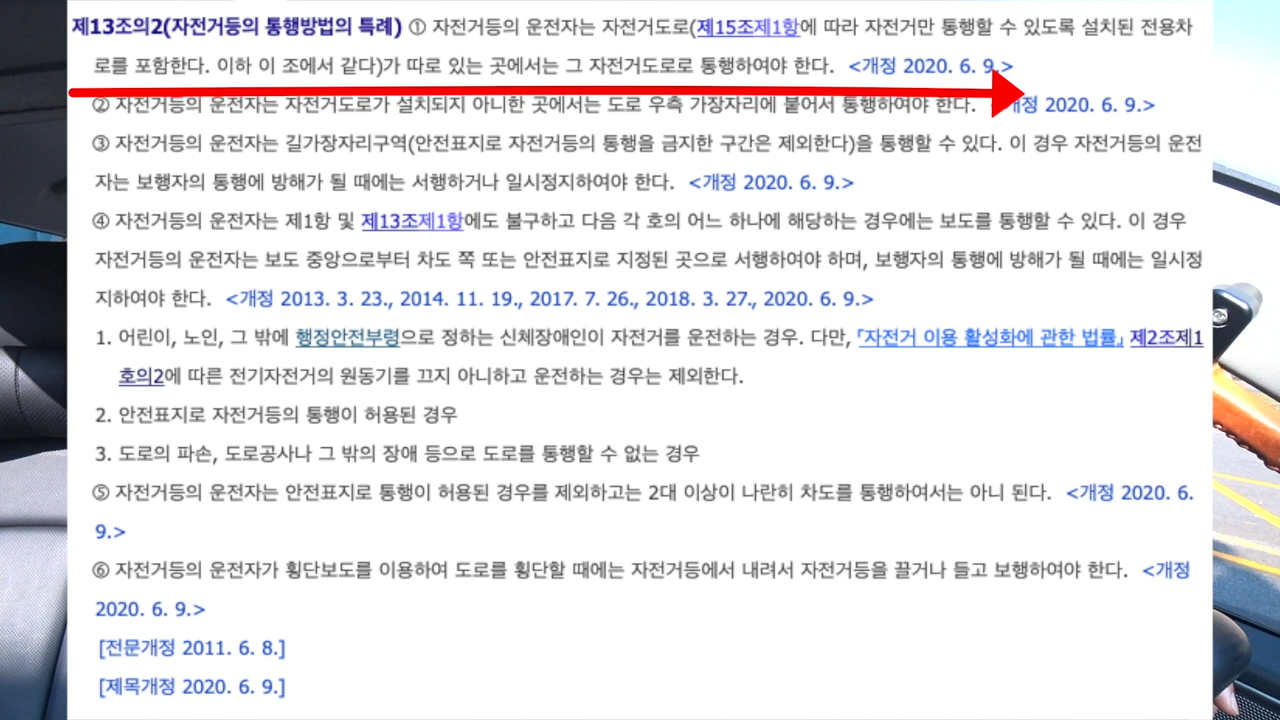 제13조의2(자전거등의 통행방법의 특례) ① 자전거등의 운전자는 자전거도로(제15조제1항에 따라 자전거만 통행할 수 있도록 설치된 전용차
로를 포함한다. 이하 이 조에서 같다)가 따로 있는 곳에서는 그 자전거도로로 통행하여야 한다. <개정 2020. 6. 9.>
② 자전거등의 운전자는 자전거도로가 설치되지 아니한 곳에서는 도로 우측 가장자리에 붙어서 통행하여야 한다. <개정 2020. 6. 9.>
③ 자전거등의 운전자는 길가장자리구역(안전표지로 자전거등의 통행을 금지한 구간은 제외한다)을 통행할 수 있다. 이 경우 자전거등의 운전
자는 보행자의 통행에 방해가 될 때에는 서행하거나 일시정지하여야 한다. <개정 2020. 6. 9.>
④ 자전거등의 운전자는 제1항 및 제13조제1항에도 불구하고 다음 각 호의 어느 하나에 해당하는 경우에는 보도를 통행할 수 있다. 이 경우
자전거등의 운전자는 보도 중앙으로부터 차도 쪽 또는 안전표지로 지정된 곳으로 서행하여야 하며, 보행자의 통행에 방해가 될 때에는 일시정
지하여야 한다. <개정 2013. 3. 23., 2014. 11. 19., 2017. 7. 26., 2018. 3. 27., 2020. 6. 9.>
1. 어린이, 노인, 그 밖에 행정안전부령으로 정하는 신체장애인이 자전거를 운전하는 경우. 다만, 「자전거 이용 활성화에 관한 법률」 제2조제1
호의2에 따른 전기자전거의 원동기를 끄지 아니하고 운전하는 경우는 제외한다.
2. 안전표지로 자전거등의 통행이 허용된 경우
3. 도로의 파손, 도로공사나 그 밖의 장애 등으로 도로를 통행할 수 없는 경우
⑤ 자전거등의 운전자는 안전표지로 통행이 허용된 경우를 제외하고는 2대 이상이 나란히 차도를 통행하여서는 아니 된다. <개정 2020. 6.
9.>
⑥ 자전거등의 운전자가 횡단보도를 이용하여 도로를 횡단할 때에는 자전거등에서 내려서 자전거등을 끌거나 들고 보행하여야 한다. <개정
2020. 6. 9.>
[전문개정 2011. 6. 8.]
[제목개정 2020. 6. 9.]